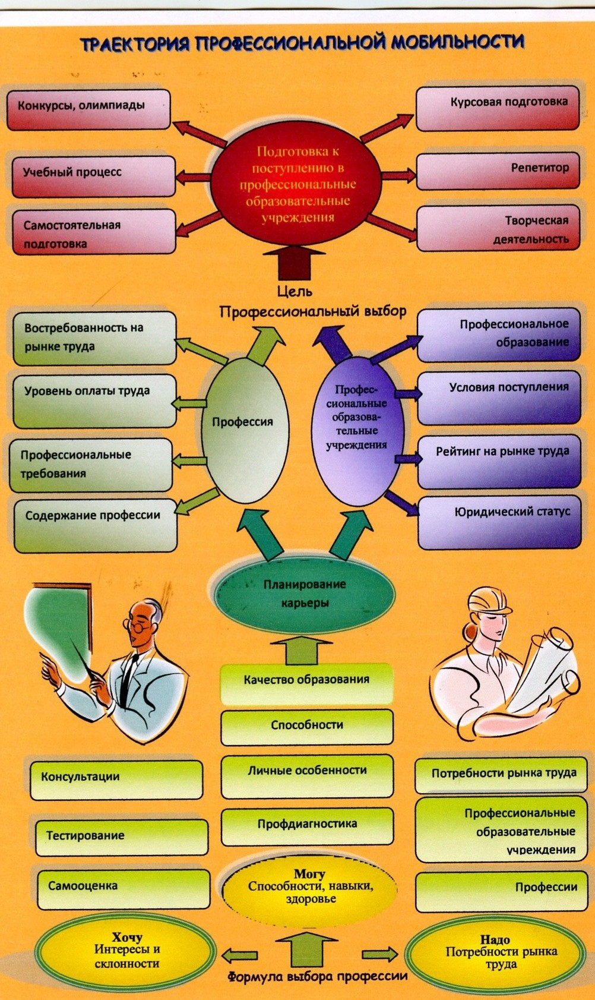 ТРАЕКТОРИЯ ПРОФЕССИОНАЛЬНОЙ МОБИЛЬНОСТИ
Конкурсы, олимпиады
Учебный процесс
Самостоятельная
подготовка
Подготовка к
поступлению в
профессиональные
образовательные
учреждения
Курсовая подготовка
Репетитор
Творческая
деятельность
Цель
Профессиональный выбор
Востребованность на
рынке труда
Уровень оплаты труда
Профессиональные
требования
Содержание профессии
Профессия
Профес-
сиональные
образова-
тельные
учреждения
Профессиональное
образование
Условия поступления
Рейтинг на рынке труда
Юридический статус
Планирование
карьеры
Качество образования
Способности
Личные особенности
Профдиагностика
Консультации
Тестирование
Самооценка
Потребности рынка труда
Профессиональные
образовательные
учреждения
Профессии
Могу
Способности, навыки,
здоровье
Хочу
Интересы и
склонности
Надо
Потребности рынка
труда
Формула выбора профессии